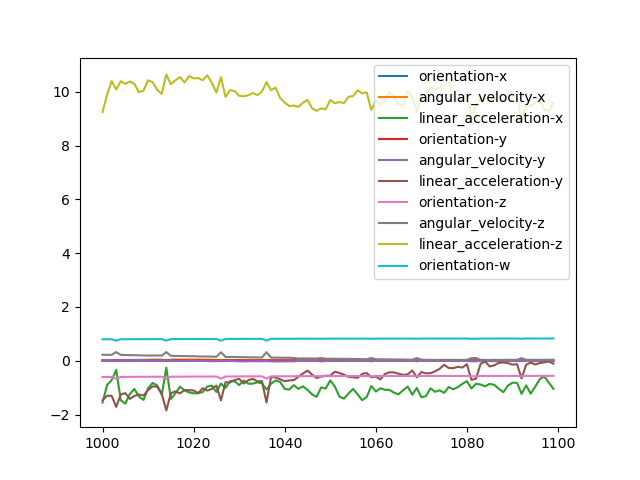 10
8
6
4
2
0
−2
1000
1020
1040
1060
1080
1100
orientation-x
angular_velocity-x
linear_acceleration-x
orientation-y
angular_velocity-y
linear_acceleration-y
orientation-z
angular_velocity-z
linear_acceleration-z
orientation-w